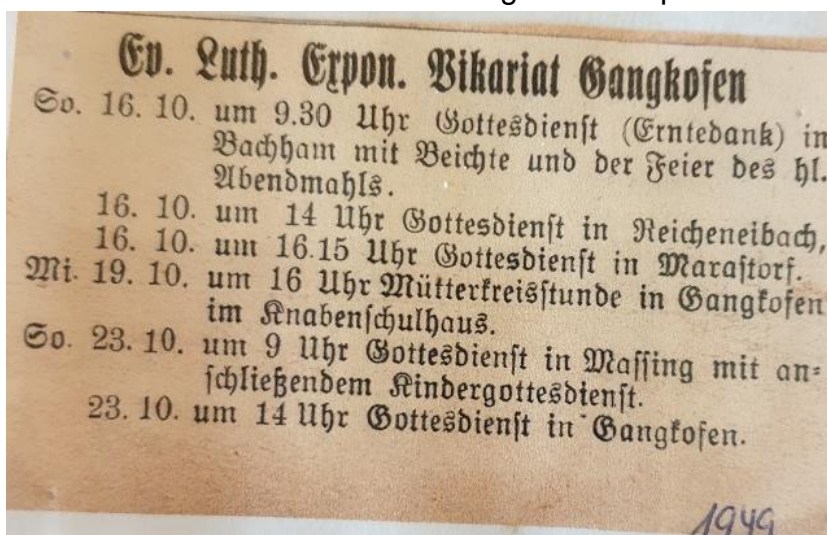 Ev. Luth. Expon. Vikariat Gangkofen
So. 16. 10. um 9.30 Uhr Gottesdienst (Erntedank) in
Bachham mit Beichte und der Feier des hl.
Abendmahls.
16. 10. um 14 Uhr Gottesdienst in Reicheneibach,
16. 10. um 16.15 Uhr Gottesdienst in Marastorf.
Mi. 19. 10. um 16 Uhr Mütterkreisstunde in Gangkofen
im Knabenschulhaus.
So. 23. 10. um 9 Uhr Gottesdienst in Massing mit an=
schließendem Kindergottesdienst.
23. 10. um 14 Uhr Gottesdienst in Gangkofen.
1949